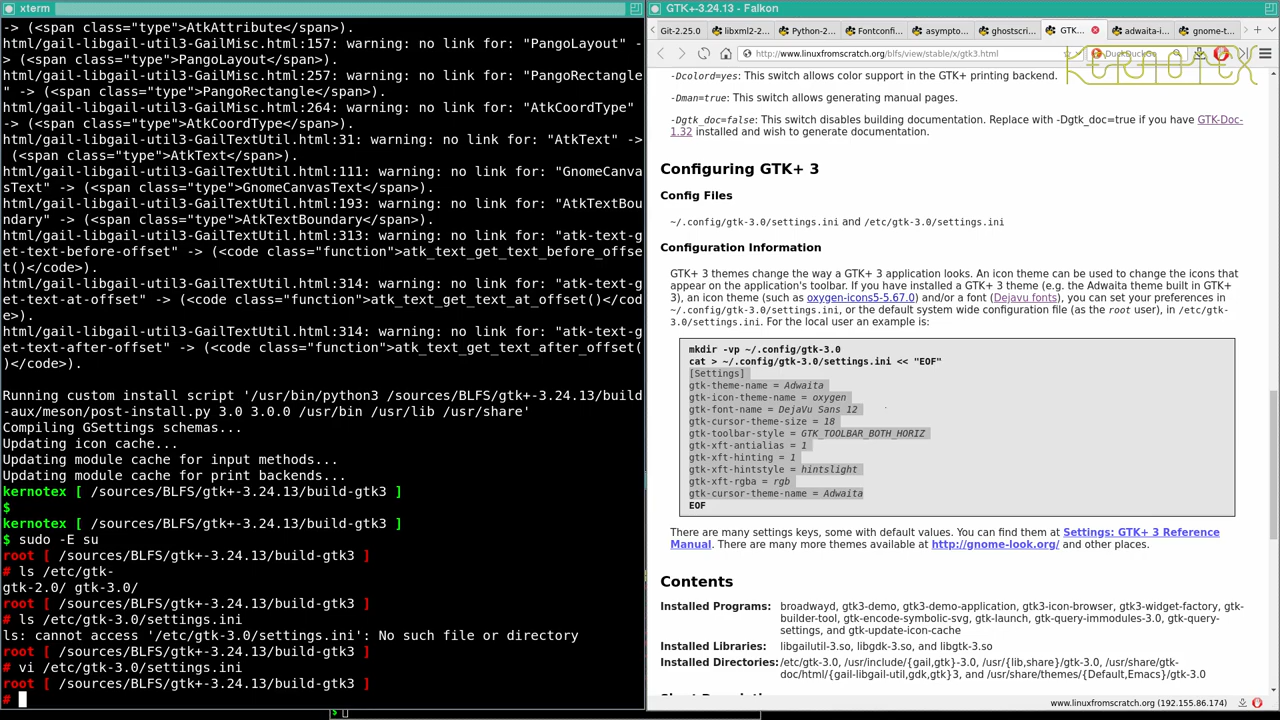 xterm
-> (<span class="type">AtkAttribute</span>).
html/gail-libgail-util3-GailMisc.html:157: warning: no link for: "PangoLayout" -
> (<span class="type">PangoLayout</span>).
html/gail-libgail-util3-GailMisc.html:257: warning: no link for: "PangoRectangle
" -> (<span class="type">PangoRectangle</span>).
html/gail-libgail-util3-GailMisc.html:264: warning: no link for: "AtkCoordType"
-> (<span class="type">AtkCoordType</span>).
html/gail-libgail-util3-GailTextUtil.html:31: warning: no link for: "AtkText" ->
 (<span class="type">AtkText</span>).
html/gail-libgail-util3-GailTextUtil.html:111: warning: no link for: "GnomeCanva
sText" -> (<span class="type">GnomeCanvasText</span>).
html/gail-libgail-util3-GailTextUtil.html:193: warning: no link for: "AtkTextBou
ndary" -> (<span class="type">AtkTextBoundary</span>).
html/gail-libgail-util3-GailTextUtil.html:313: warning: no link for: "atk-text-g
et-text-before-offset" -> (<code class="function">atk_text_get_text_before_offse
t()</code>).
html/gail-libgail-util3-GailTextUtil.html:314: warning: no link for: "atk-text-g
et-text-at-offset" -> (<code class="function">atk_text_get_text_at_offset()</cod
e>).
html/gail-libgail-util3-GailTextUtil.html:314: warning: no link for: "atk-text-g
et-text-after-offset" -> (<code class="function">atk_text_get_text_after_offset(
)</code>).
Running custom install script '/usr/bin/python3 /sources/BLFS/gtk+-3.24.13/build
-aux/meson/post-install.py 3.0 3.0.0 /usr/bin /usr/lib /usr/share'
Compiling GSettings schemas...
Updating icon cache...
Updating module cache for input methods...
Updating module cache for print backends...
kernotex [ /sources/BLFS/gtk+-3.24.13/build-gtk3 ]
$
kernotex [ /sources/BLFS/gtk+-3.24.13/build-gtk3 ]
$ sudo -E su
root [ /sources/BLFS/gtk+-3.24.13/build-gtk3 ]
# ls /etc/gtk-
gtk-2.0/ gtk-3.0/
root [ /sources/BLFS/gtk+-3.24.13/build-gtk3 ]
# ls /etc/gtk-3.0/settings.ini
ls: cannot access '/etc/gtk-3.0/settings.ini': No such file or directory
root [ /sources/BLFS/gtk+-3.24.13/build-gtk3 ]
# vi /etc/gtk-3.0/settings.ini
root [ /sources/BLFS/gtk+-3.24.13/build-gtk3 ]
#
$
GTK+-3.24.13 - Falkon
Git-2.25.0 libxml2-... Python-2... Fontconfi... asympto... ghostscri... GTK... adwaita-i... gnome-t...
http://www.linuxfromscratch.org/blfs/view/stable/x/gtk3.html DuckDuckGo
KERNOTEX
-Dcolord=yes: This switch allows color support in the GTK+ printing backend.
-Dman=true: This switch allows generating manual pages.
-Dgtk_doc=false: This switch disables building documentation. Replace with -Dgtk_doc=true if you have GTK-Doc-
1.32 installed and wish to generate documentation.
Configuring GTK+ 3
Config Files
~/.config/gtk-3.0/settings.ini and /etc/gtk-3.0/settings.ini
Configuration Information
GTK+ 3 themes change the way a GTK+ 3 application looks. An icon theme can be used to change the icons that
appear on the application's toolbar. If you have installed a GTK+ 3 theme (e.g. the Adwaita theme built in GTK+
3), an icon theme (such as oxygen-icons5-5.67.0) and/or a font (Dejavu fonts), you can set your preferences in
~/.config/gtk-3.0/settings.ini, or the default system wide configuration file (as the root user), in /etc/gtk-
3.0/settings.ini. For the local user an example is:
mkdir -vp ~/.config/gtk-3.0
cat > ~/.config/gtk-3.0/settings.ini << "EOF"
[Settings]
gtk-theme-name = Adwaita
gtk-icon-theme-name = oxygen
gtk-font-name = DejaVu Sans 12
gtk-cursor-theme-size = 18
gtk-toolbar-style = GTK_TOOLBAR_BOTH_HORIZ
gtk-xft-antialias = 1
gtk-xft-hinting = 1
gtk-xft-hintstyle = hintslight
gtk-xft-rgba = rgb
gtk-cursor-theme-name = Adwaita
EOF
There are many settings keys, some with default values. You can find them at Settings: GTK+ 3 Reference
Manual. There are many more themes available at http://gnome-look.org/ and other places.
Contents
Installed Programs: broadwayd, gtk3-demo, gtk3-demo-application, gtk3-icon-browser, gtk3-widget-factory, gtk-
builder-tool, gtk-encode-symbolic-svg, gtk-launch, gtk-query-immodules-3.0, gtk-query-
settings, and gtk-update-icon-cache
Installed Libraries: libgailutil-3.so, libgdk-3.so, and libgtk-3.so
Installed Directories: /etc/gtk-3.0, /usr/include/{gail,gtk}-3.0, /usr/{lib,share}/gtk-3.0, /usr/share/gtk-
doc/html/{gail-libgail-util,gdk,gtk}3, and /usr/share/themes/{Default,Emacs}/gtk-3.0
www.linuxfromscratch.org (192.155.86.174)